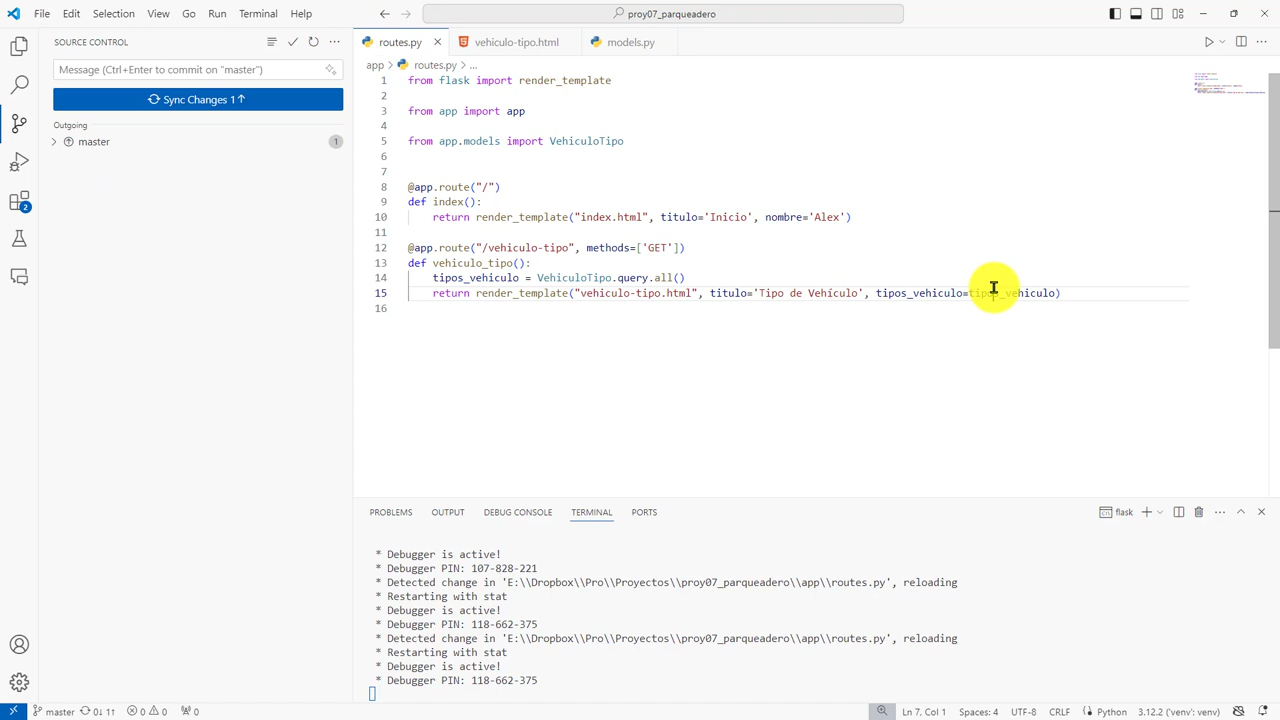 File Edit Selection View Go Run Terminal Help
proy07_parqueadero
SOURCE CONTROL
Message (Ctrl+Enter to commit on "master")
Sync Changes 1↑
Outgoing
master
1
2
routes.py
vehiculo-tipo.html
models.py
app > routes.py > ...
1 from flask import render_template
2
3 from app import app
4
5 from app.models import VehiculoTipo
6
7
8 @app.route("/")
9 def index():
10 return render_template("index.html", titulo='Inicio', nombre='Alex')
11
12 @app.route("/vehiculo-tipo", methods=['GET'])
13 def vehiculo_tipo():
14 tipos_vehiculo = VehiculoTipo.query.all()
15 return render_template("vehiculo-tipo.html", titulo='Tipo de Vehículo', tipos_vehiculo=tipos_vehiculo)
16
PROBLEMS OUTPUT DEBUG CONSOLE TERMINAL PORTS
flask
* Debugger is active!
* Debugger PIN: 107-828-221
* Detected change in 'E:\\Dropbox\\Pro\\Proyectos\\proy07_parqueadero\\app\\routes.py', reloading
* Restarting with stat
* Debugger is active!
* Debugger PIN: 118-662-375
* Detected change in 'E:\\Dropbox\\Pro\\Proyectos\\proy07_parqueadero\\app\\routes.py', reloading
* Restarting with stat
* Debugger is active!
* Debugger PIN: 118-662-375
master 0↓ 1↑ 0 0 0 Ln 7, Col 1 Spaces: 4 UTF-8 CRLF Python 3.12.2 ('venv': venv)